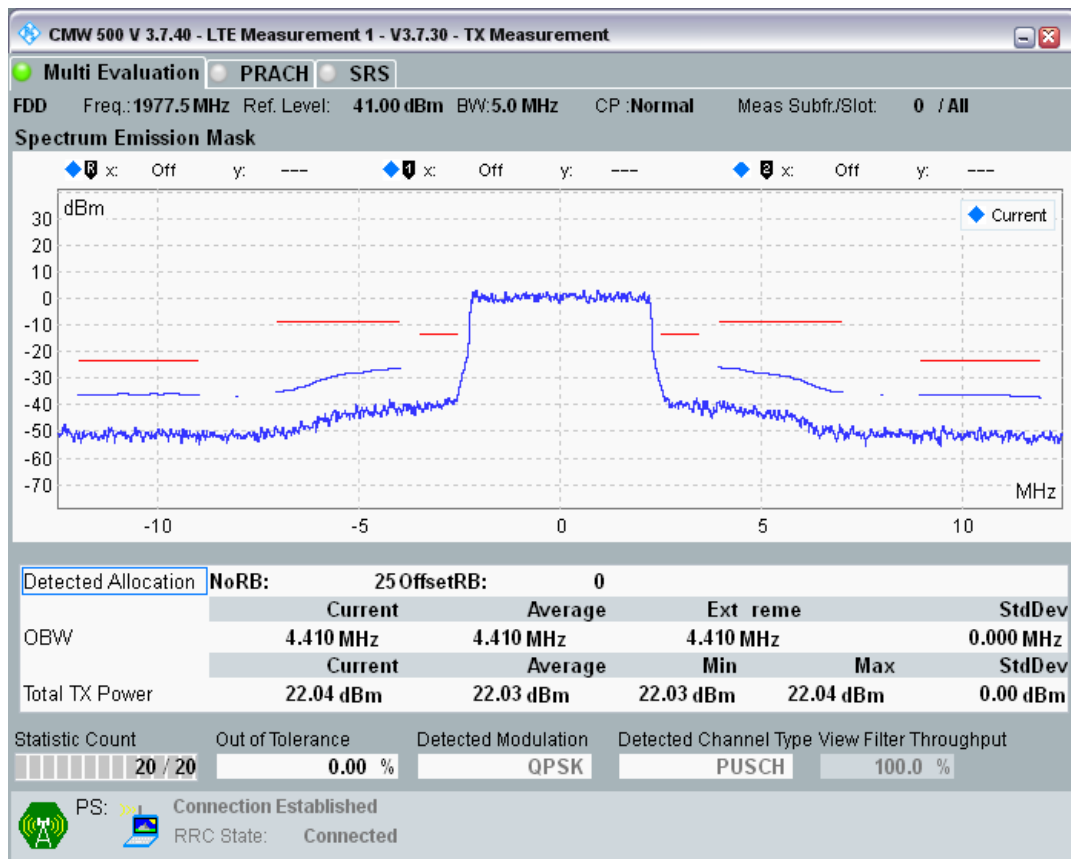 CMW 500 V 3.7.40 - LTE Measurement 1 - V3.7.30 - TX Measurement
Multi Evaluation PRACH SRS
FDD Freq.:1977.5 MHz Ref. Level: 41.00 dBm BW:5.0 MHz CP :Normal Meas Subfr./Slot: 0 / All
Spectrum Emission Mask
R x: Off y: --- 1 x: Off y: --- 2 x: Off y: ---
dBm
Current
30
20
10
0
-10
-20
-30
-40
-50
-60
-70
MHz
-10 -5 0 5 10
Detected Allocation NoRB: 25 OffsetRB: 0
Current Average Ext reme StdDev
OBW 4.410 MHz 4.410 MHz 4.410 MHz 0.000 MHz
Current Average Min Max StdDev
Total TX Power 22.04 dBm 22.03 dBm 22.03 dBm 22.04 dBm 0.00 dBm
Statistic Count Out of Tolerance Detected Modulation Detected Channel Type View Filter Throughput
20 / 20 0.00 % QPSK PUSCH 100.0 %
PS: Connection Established
RRC State: Connected